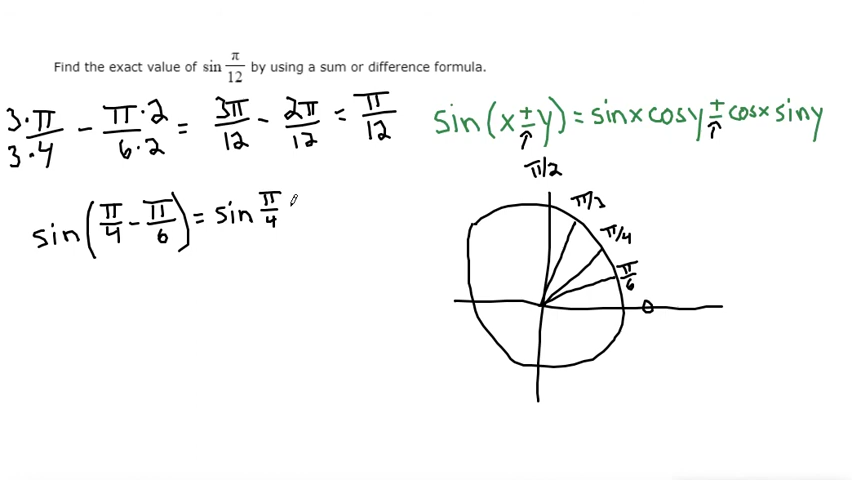 Find the exact value of sin π/12 by using a sum or difference formula.
3·π/3·4 - π·2/6·2 = 3π/12 - 2π/12 = π/12
sin(x±y) = sinx cosy ± cosx siny
↑ ↑
π/2
sin(π/4 - π/6) = sin π/4
π/3
π/4
π/6